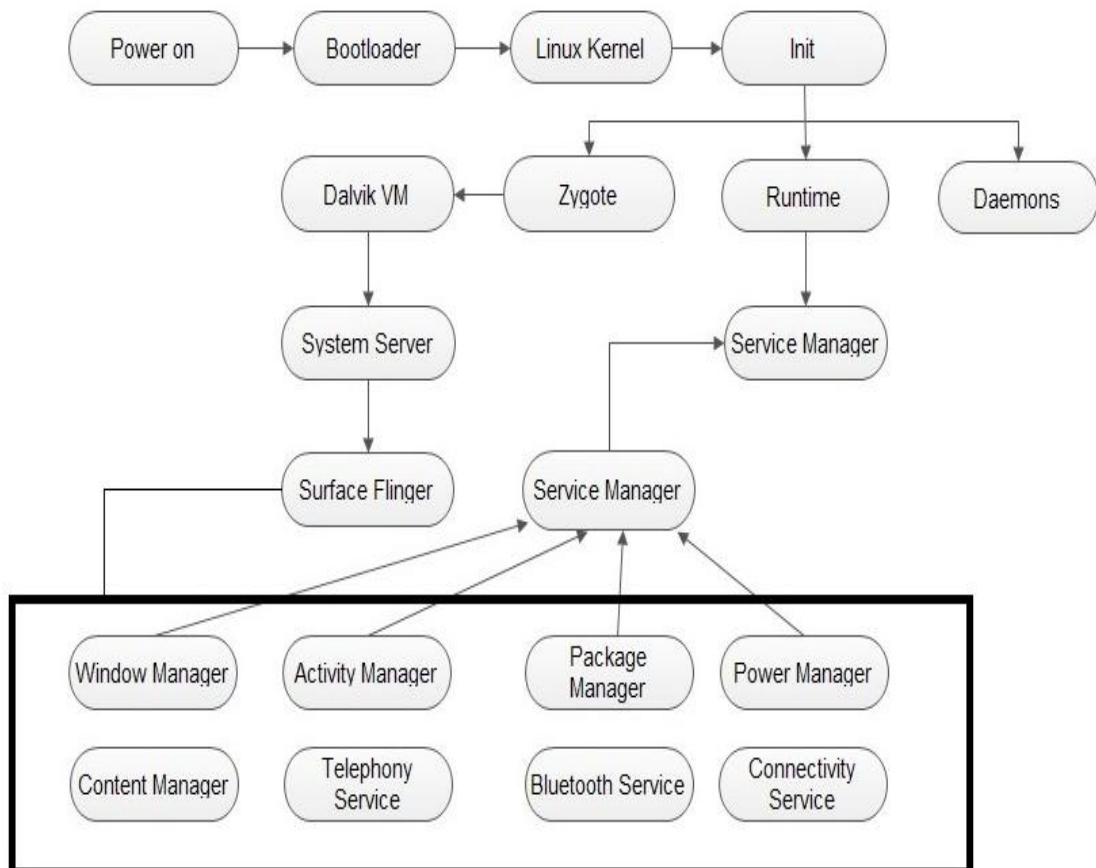 Power on
Bootloader
Linux Kernel
Init
Dalvik VM
Zygote
Runtime
Daemons
System Server
Service Manager
Surface Flinger
Service Manager
Window Manager
Activity Manager
Package
Manager
Power Manager
Content Manager
Telephony
Service
Bluetooth Service
Connectivity
Service